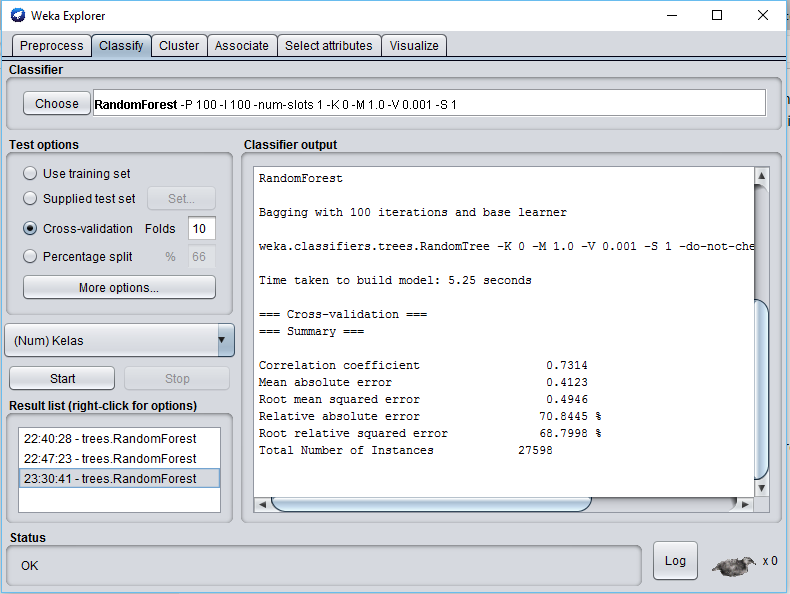 Weka Explorer
Preprocess Classify Cluster Associate Select attributes Visualize
Classifier
Choose RandomForest -P 100 -I 100 -num-slots 1 -K 0 -M 1.0 -V 0.001 -S 1
Test options
Use training set
Supplied test set Set...
Cross-validation Folds 10
Percentage split % 66
More options...
(Num) Kelas
Start Stop
Result list (right-click for options)
22:40:28 - trees.RandomForest
22:47:23 - trees.RandomForest
23:30:41 - trees.RandomForest
Classifier output
RandomForest
Bagging with 100 iterations and base learner
weka.classifiers.trees.RandomTree -K 0 -M 1.0 -V 0.001 -S 1 -do-not-che
Time taken to build model: 5.25 seconds
=== Cross-validation ===
=== Summary ===
Correlation coefficient 0.7314
Mean absolute error 0.4123
Root mean squared error 0.4946
Relative absolute error 70.8445 %
Root relative squared error 68.7998 %
Total Number of Instances 27598
Status
OK
Log x 0